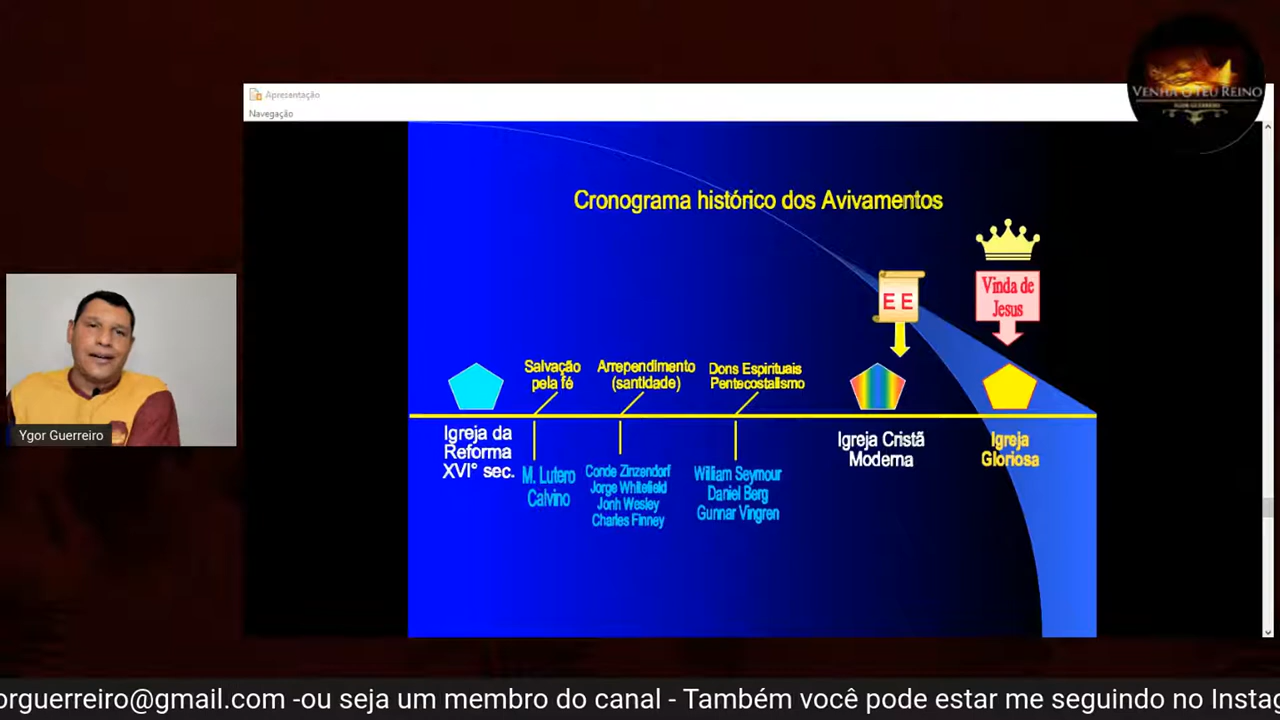 Apresentação
Navegação
VENHA O TEU REINO
IGOR GUERREIRO
Cronograma histórico dos Avivamentos
E E
Vinda de
Jesus
Salvação
pela fé
Arrependimento
(santidade)
Dons Espirituais
Pentecostalismo
Igreja da
Reforma
XVI° sec.
M. Lutero
Calvino
Conde Zinzendorf
Jorge Whitefield
Jonh Wesley
Charles Finney
William Seymour
Daniel Berg
Gunnar Vingren
Igreja Cristã
Moderna
Igreja
Gloriosa
Ygor Guerreiro
orguerreiro@gmail.com -ou seja um membro do canal - Também você pode estar me seguindo no Instag